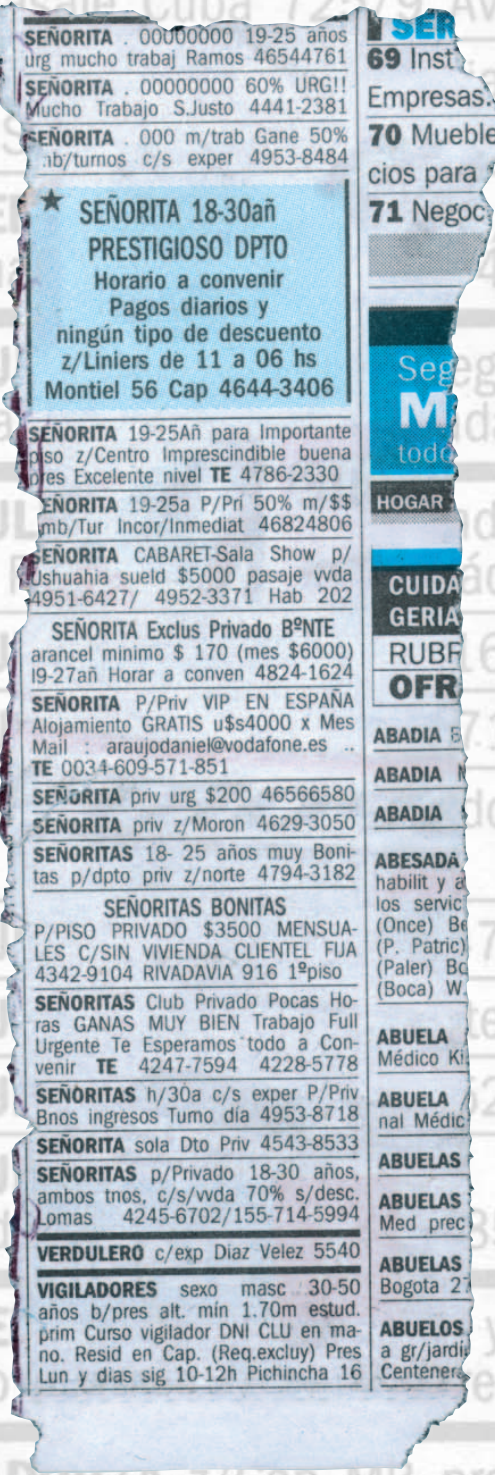 SEÑORITA . 00000000 19-25 años
urg mucho trabaj Ramos 46544761
SEÑORITA . 00000000 60% URG!!
Mucho Trabajo S.Justo 4441-2381
SEÑORITA . 000 m/trab Gane 50%
mb/turnos c/s exper 4953-8484
★ SEÑORITA 18-30añ
PRESTIGIOSO DPTO
Horario a convenir
Pagos diarios y
ningún tipo de descuento
z/Liniers de 11 a 06 hs
Montiel 56 Cap 4644-3406
SEÑORITA 19-25Añ para Importante
piso z/Centro Imprescindible buena
pres Excelente nivel TE 4786-2330
SEÑORITA 19-25a P/Pri 50% m/$$
mb/Tur Incor/Inmediat 46824806
SEÑORITA CABARET-Sala Show p/
Ushuahia sueld $5000 pasaje vvda
4951-6427/ 4952-3371 Hab 202
SEÑORITA Exclus Privado BºNTE
arancel minimo $ 170 (mes $6000)
19-27añ Horar a conven 4824-1624
SEÑORITA P/Priv VIP EN ESPAÑA
Alojamiento GRATIS u$s4000 x Mes
Mail : araujodaniel@vodafone.es ..
TE 0034-609-571-851
SEÑORITA priv urg $200 46566580
SEÑORITA priv z/Moron 4629-3050
SEÑORITAS 18- 25 años muy Boni-
tas p/dpto priv z/norte 4794-3182
SEÑORITAS BONITAS
P/PISO PRIVADO $3500 MENSUA-
LES C/SIN VIVIENDA CLIENTEL FIJA
4342-9104 RIVADAVIA 916 1ºpiso
SEÑORITAS Club Privado Pocas Ho-
ras GANAS MUY BIEN Trabajo Full
Urgente Te Esperamos todo a Con-
venir TE 4247-7594 4228-5778
SEÑORITAS h/30a c/s exper P/Priv
Bnos ingresos Turno día 4953-8718
SEÑORITA sola Dto Priv 4543-8533
SEÑORITAS p/Privado 18-30 años,
ambos tnos, c/s/vvda 70% s/desc.
Lomas 4245-6702/155-714-5994
VERDULERO c/exp Diaz Velez 5540
VIGILADORES sexo masc 30-50
años b/pres alt. min 1.70m estud.
prim Curso vigilador DNI CLU en ma-
no. Resid en Cap. (Req.excluy) Pres
Lun y dias sig 10-12h Pichincha 16
SER
69 Inst
Empresas.
70 Mueble
cios para
71 Negoc
Seg
M
todo
HOGAR
CUIDA
GERIA
RUBR
OFR
ABADIA
ABADIA
ABADIA
ABESADA
habilit y a
los servic
(Once) Be
(P. Patric)
(Paler) Bo
(Boca) W
ABUELA
Médico Ki
ABUELA
nal Médic
ABUELAS
ABUELAS
Med prec
ABUELAS
Bogota 27
ABUELOS
a gr/jardi
Centenera